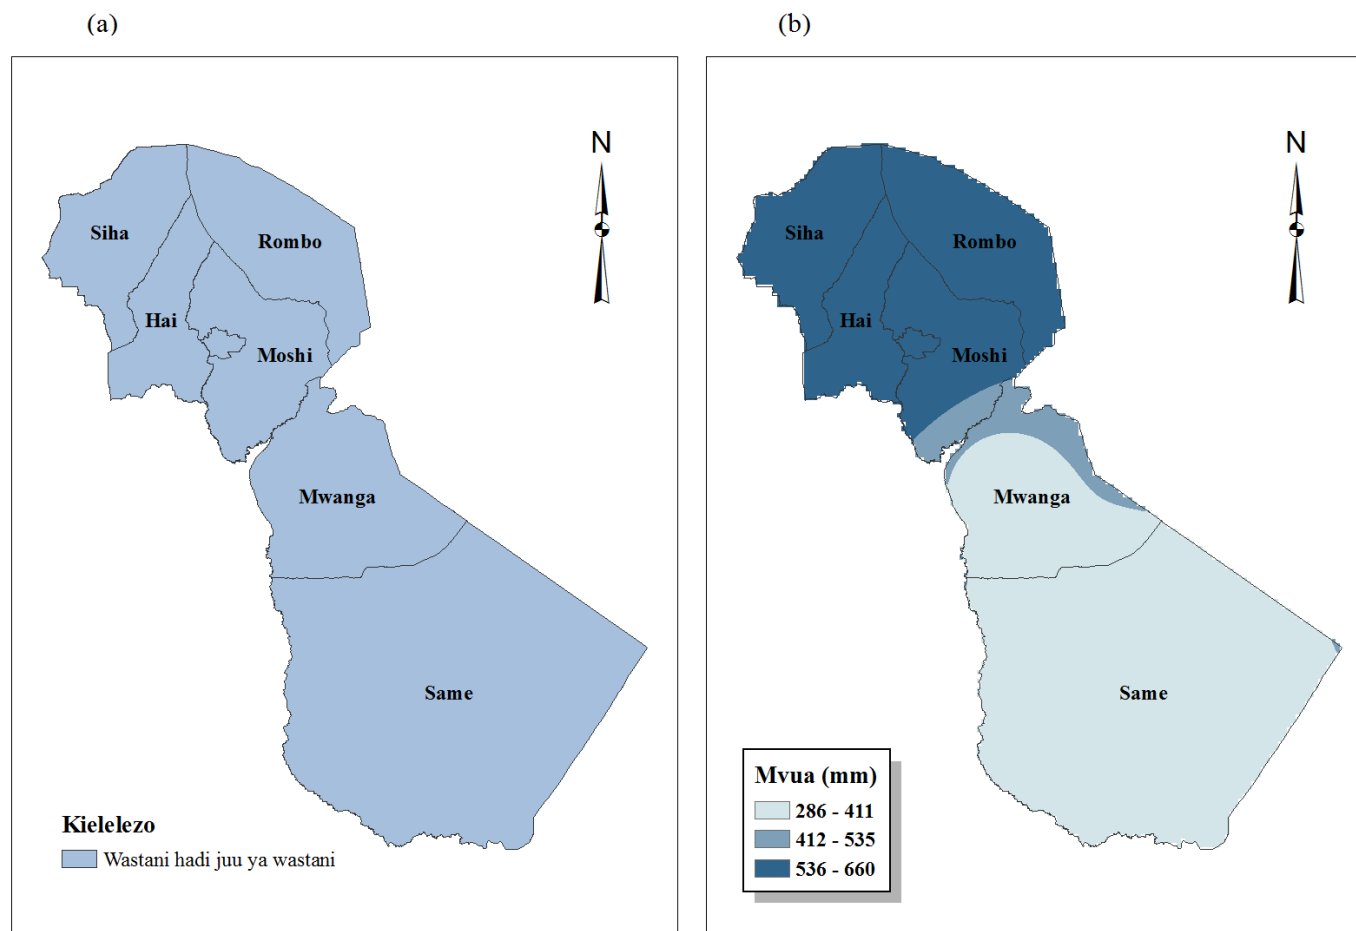 (a)
(b)
N
Siha
Rombo
Hai
Moshi
Mwanga
Same
Kielelezo
Wastani hadi juu ya wastani
N
Siha
Rombo
Hai
Moshi
Mwanga
Same
Mvua (mm)
286 - 411
412 - 535
536 - 660